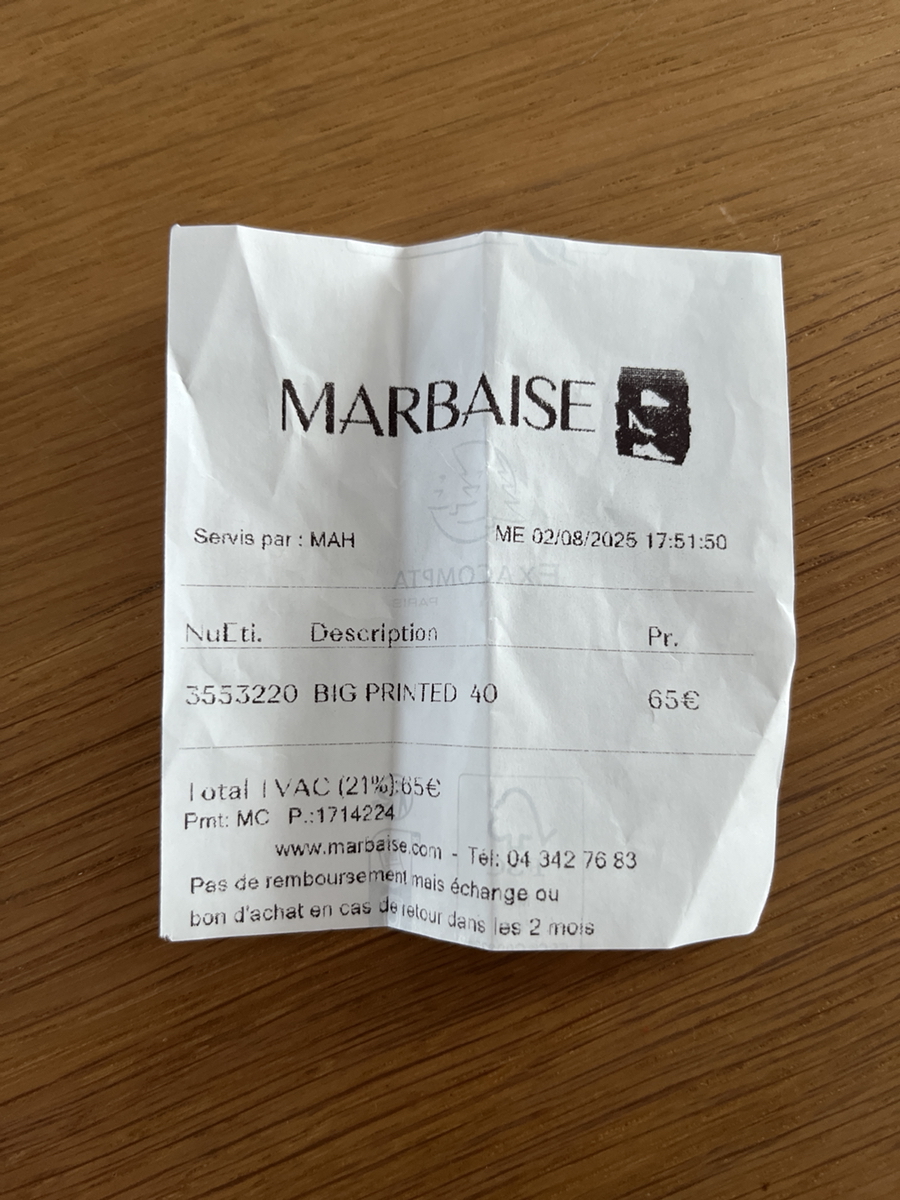 MARBAISE
Servis par : MAH ME 02/08/2025 17:51:50
NuEti. Description Pr.
3553220 BIG PRINTED 40 65€
Total TVAC (21%):65€
Pmt: MC P.:1714224
www.marbaise.com - Tél: 04 342 76 83
Pas de remboursement mais échange ou
bon d'achat en cas de retour dans les 2 mois
EXACOMPTA
PARIS